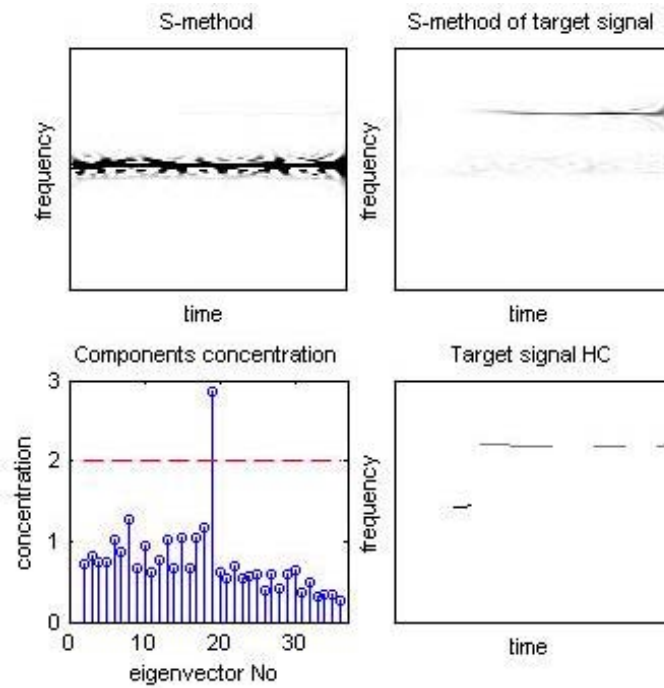 S-method
frequency
time
S-method of target signal
frequency
time
Components concentration
3
2
1
0
concentration
0 10 20 30
eigenvector No
Target signal HC
frequency
time